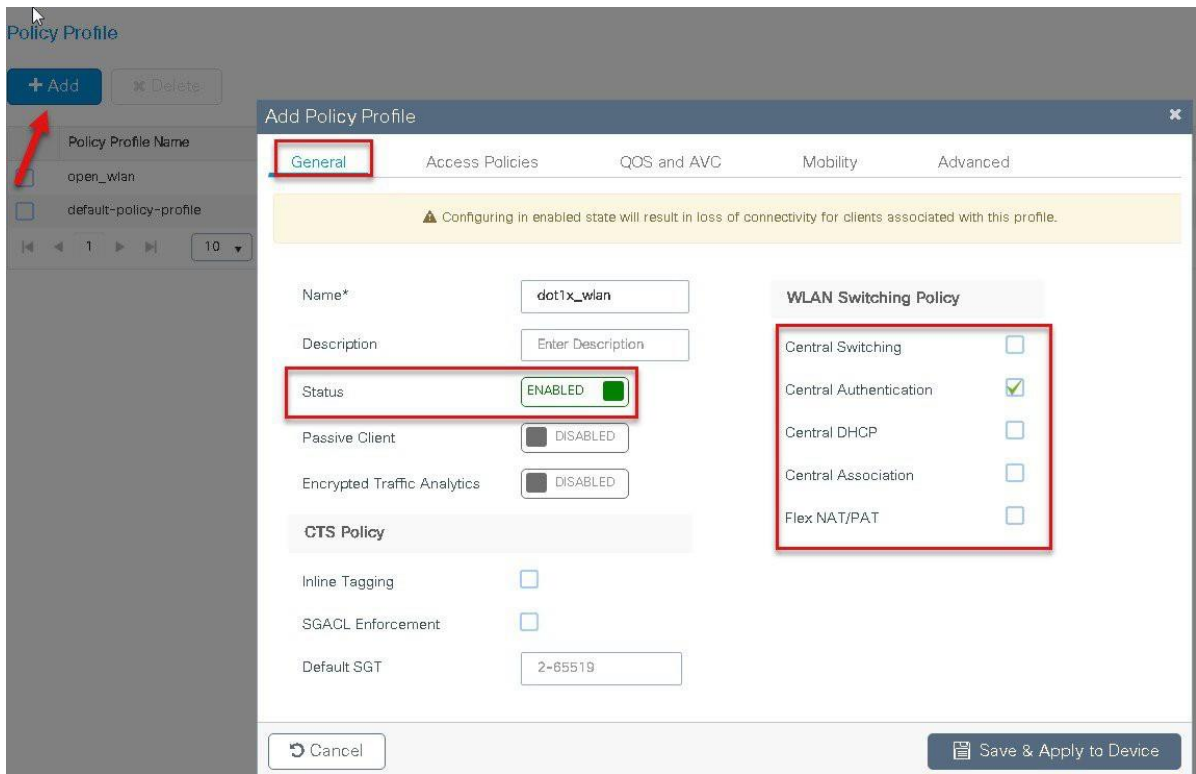 Policy Profile
+ Add
✖ Delete
Policy Profile Name
open_wlan
default-policy-profile
1
10
Add Policy Profile
General Access Policies QOS and AVC Mobility Advanced
Configuring in enabled state will result in loss of connectivity for clients associated with this profile.
Name* dot1x_wlan
Description Enter Description
Status ENABLED
Passive Client DISABLED
Encrypted Traffic Analytics DISABLED
CTS Policy
Inline Tagging
SGACL Enforcement
Default SGT 2-65519
WLAN Switching Policy
Central Switching
Central Authentication
Central DHCP
Central Association
Flex NAT/PAT
Cancel
Save & Apply to Device